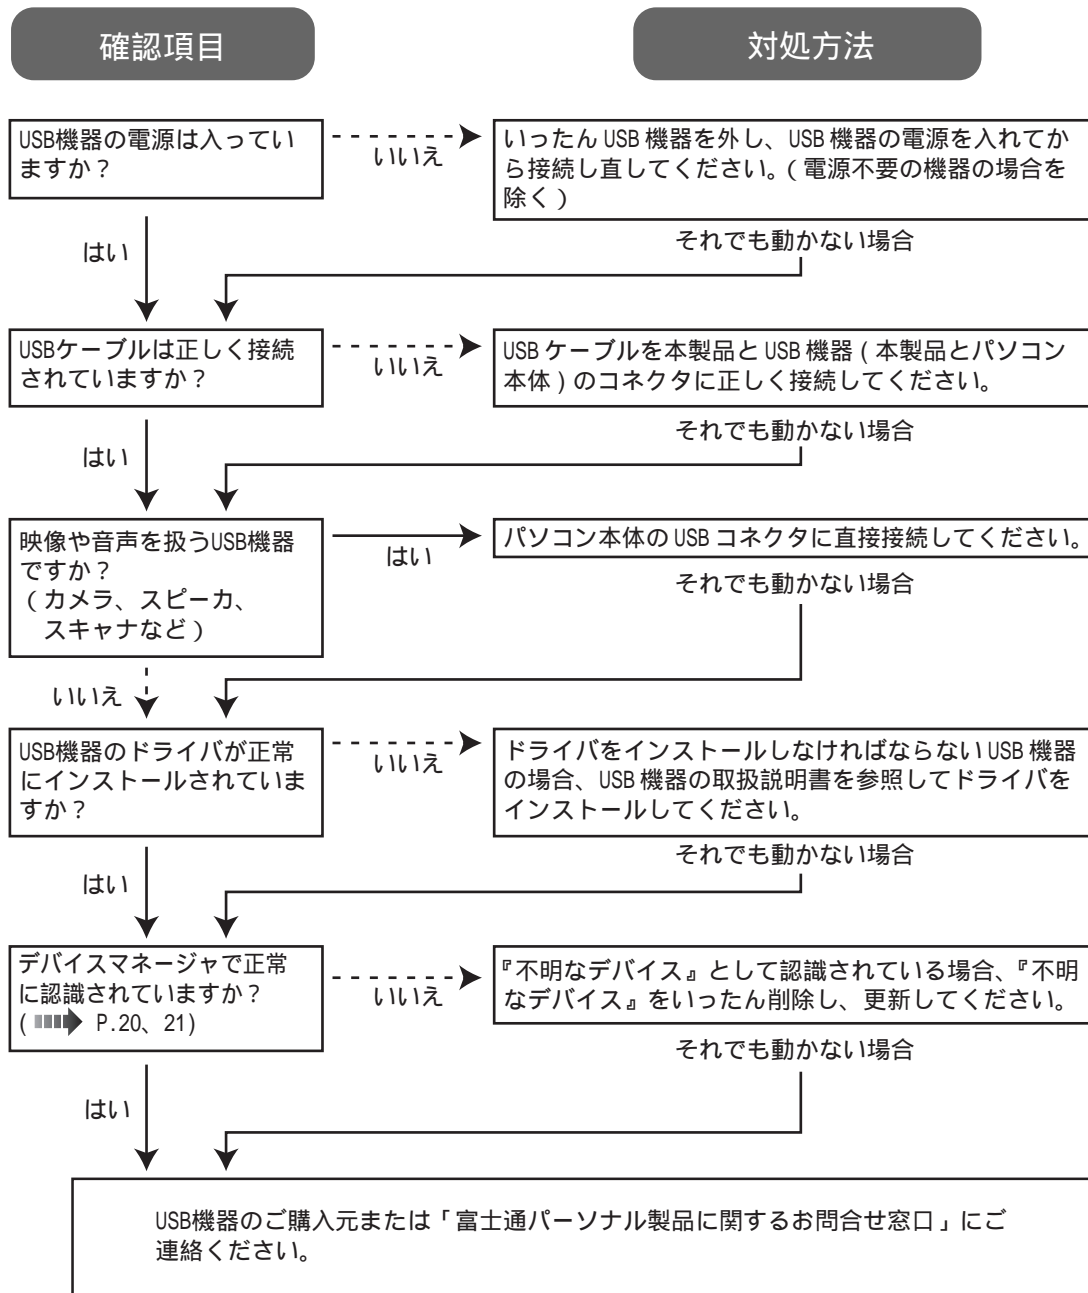 確認項目
対処方法
USB機器の電源は入ってい
ますか？
いいえ
いったんUSB機器を外し、USB機器の電源を入れてか
ら接続し直してください。（電源不要の機器の場合を
除く）
はい
それでも動かない場合
USBケーブルは正しく接続
されていますか？
いいえ
USBケーブルを本製品とUSB機器（本製品とパソコン
本体）のコネクタに正しく接続してください。
はい
それでも動かない場合
映像や音声を扱うUSB機器
ですか？
（カメラ、スピーカ、
スキャナなど）
はい
パソコン本体のUSBコネクタに直接接続してください。
それでも動かない場合
いいえ
USB機器のドライバが正常
にインストールされていま
すか？
いいえ
ドライバをインストールしなければならないUSB機器
の場合、USB機器の取扱説明書を参照してドライバを
インストールしてください。
はい
それでも動かない場合
デバイスマネージャで正常
に認識されていますか？
( P.20、21)
いいえ
『不明なデバイス』として認識されている場合、『不明
なデバイス』をいったん削除し、更新してください。
はい
それでも動かない場合
USB機器のご購入元または「富士通パーソナル製品に関するお問合せ窓口」にご
連絡ください。